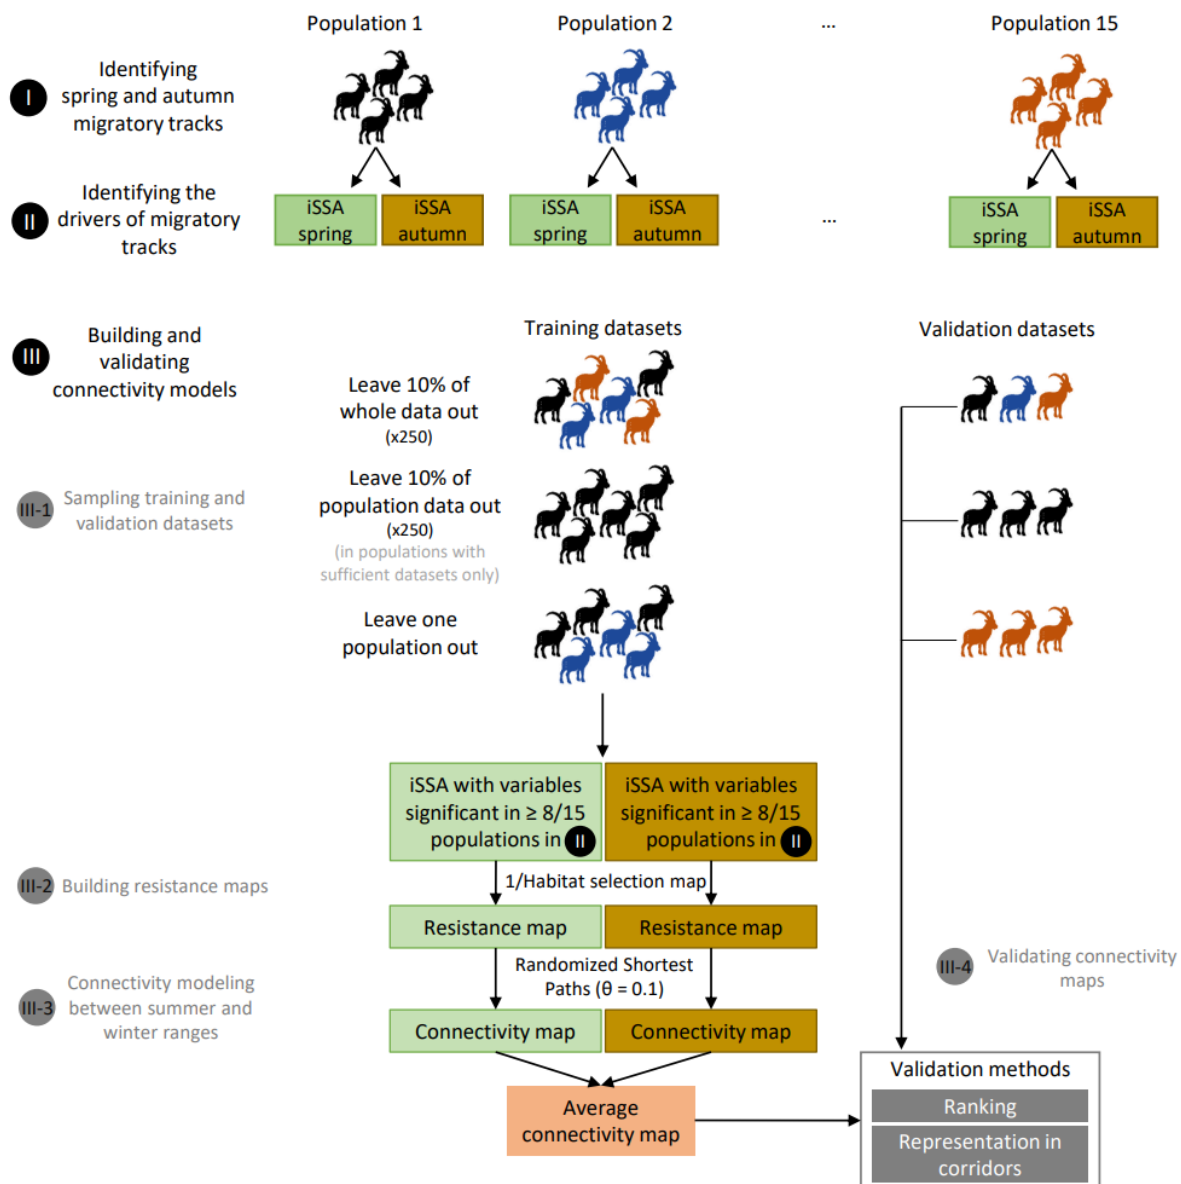 Population 1
Population 2
...
Population 15
I
Identifying
spring and autumn
migratory tracks
II
Identifying the
drivers of migratory
tracks
iSSA
spring
iSSA
autumn
iSSA
spring
iSSA
autumn
...
iSSA
spring
iSSA
autumn
III
Building and
validating
connectivity models
Training datasets
Validation datasets
Leave 10% of
whole data out
(x250)
III-1
Sampling training and
validation datasets
Leave 10% of
population data out
(x250)
(in populations with
sufficient datasets only)
Leave one
population out
iSSA with variables
significant in ≥ 8/15
populations in II
iSSA with variables
significant in ≥ 8/15
populations in II
III-2
Building resistance maps
1/Habitat selection map
Resistance map
Resistance map
III-3
Connectivity modeling
between summer and
winter ranges
Randomized Shortest
Paths (θ = 0.1)
Connectivity map
Connectivity map
III-4
Validating connectivity
maps
Average
connectivity map
Validation methods
Ranking
Representation in
corridors